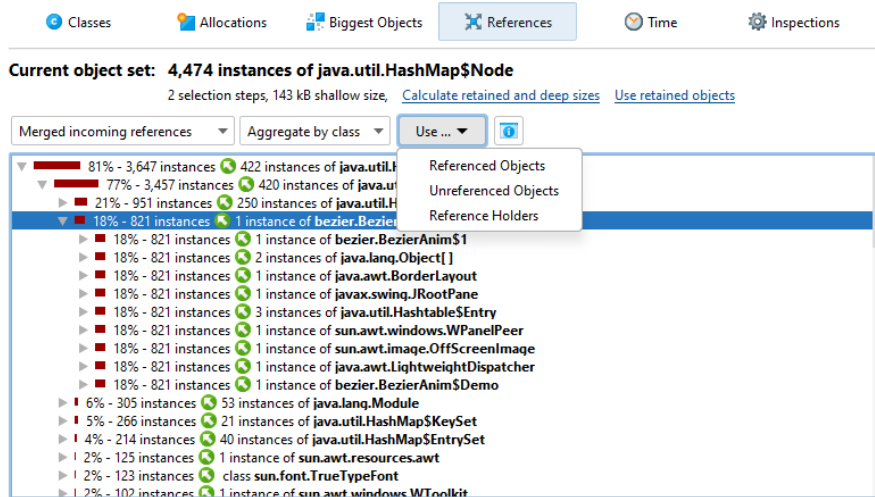 Classes Allocations Biggest Objects References Time Inspections
Current object set: 4,474 instances of java.util.HashMap$Node
2 selection steps, 143 kB shallow size, Calculate retained and deep sizes Use retained objects
Merged incoming references Aggregate by class Use ...
Referenced Objects
Unreferenced Objects
Reference Holders
81% - 3,647 instances 422 instances of java.util.H
77% - 3,457 instances 420 instances of java.ut
21% - 951 instances 250 instances of java.util.H
18% - 821 instances 1 instance of bezier.Bezier
18% - 821 instances 1 instance of bezier.BezierAnim$1
18% - 821 instances 2 instances of java.lang.Object[ ]
18% - 821 instances 1 instance of java.awt.BorderLayout
18% - 821 instances 1 instance of javax.swing.JRootPane
18% - 821 instances 3 instances of java.util.Hashtable$Entry
18% - 821 instances 1 instance of sun.awt.windows.WPanelPeer
18% - 821 instances 1 instance of sun.awt.image.OffScreenImage
18% - 821 instances 1 instance of java.awt.LightweightDispatcher
18% - 821 instances 1 instance of bezier.BezierAnim$Demo
6% - 305 instances 53 instances of java.lang.Module
5% - 266 instances 21 instances of java.util.HashMap$KeySet
4% - 214 instances 40 instances of java.util.HashMap$EntrySet
2% - 125 instances 1 instance of sun.awt.resources.awt
2% - 123 instances class sun.font.TrueTypeFont
2% - 102 instances 1 instance of sun.awt.windows.WToolkit